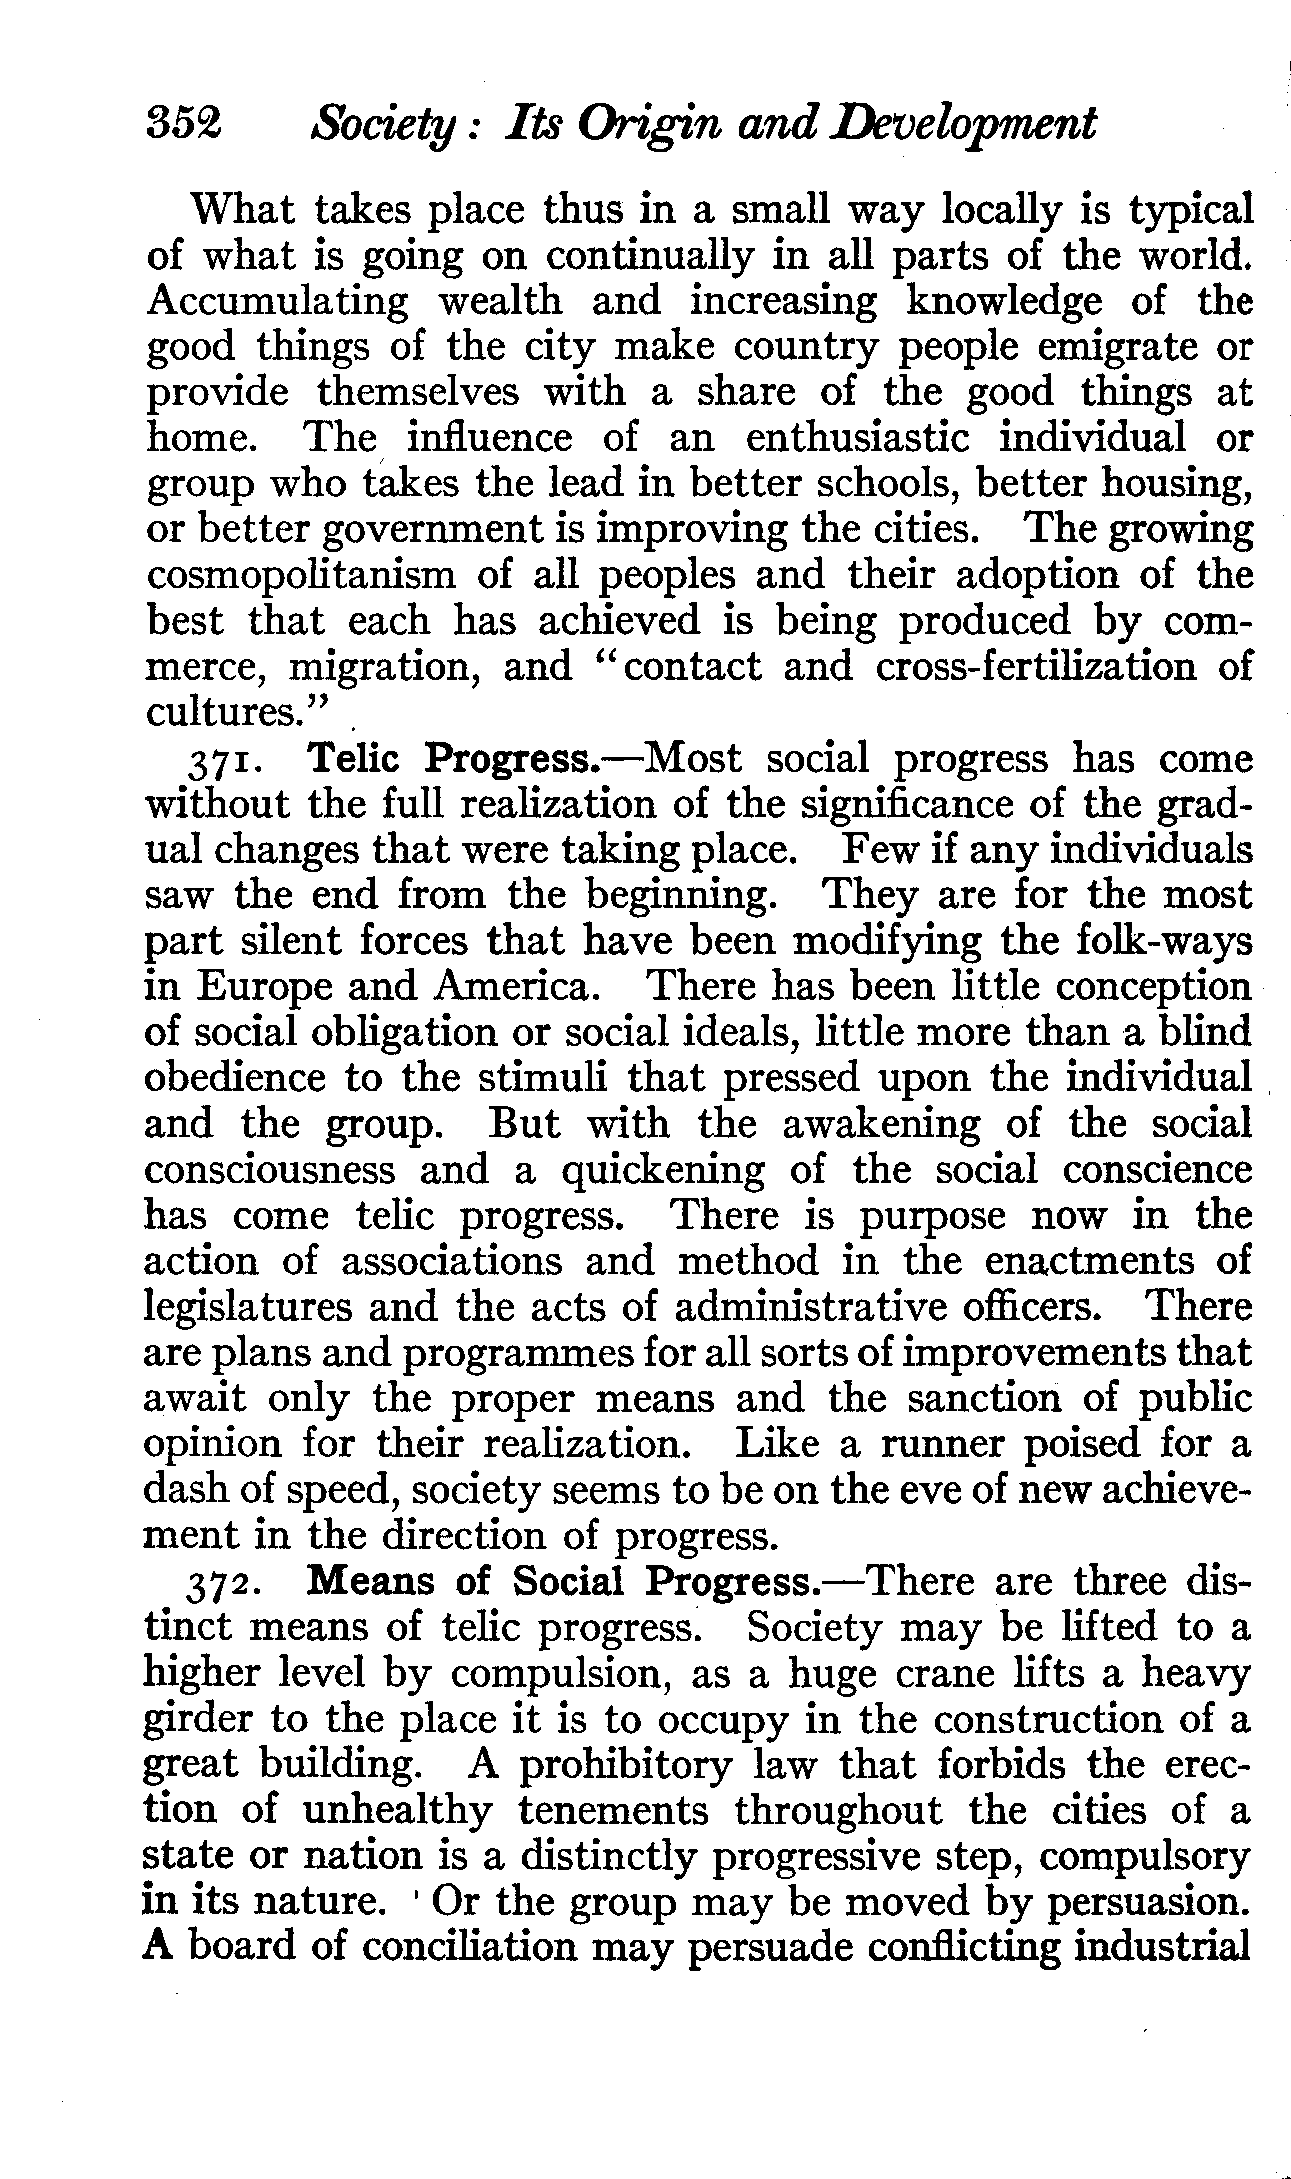 352 Society: Its Origin and Development
What takes place thus in a small way locally is typical
of what is going on continually in all parts of the world.
Accumulating wealth and increasing knowledge of the
good things of the city make country people emigrate or
provide themselves with a share of the good things at
home. The influence of an enthusiastic individual or
group who takes the lead in better schools, better housing,
or better government is improving the cities. The growing
cosmopolitanism of all peoples and their adoption of the
best that each has achieved is being produced by com-
merce, migration, and "contact and cross-fertilization of
cultures."
371. Telic Progress.—Most social progress has come
without the full realization of the significance of the grad-
ual changes that were taking place. Few if any individuals
saw the end from the beginning. They are for the most
part silent forces that have been modifying the folk-ways
in Europe and America. There has been little conception
of social obligation or social ideals, little more than a blind
obedience to the stimuli that pressed upon the individual
and the group. But with the awakening of the social
consciousness and a quickening of the social conscience
has come telic progress. There is purpose now in the
action of associations and method in the enactments of
legislatures and the acts of administrative officers. There
are plans and programmes for all sorts of improvements that
await only the proper means and the sanction of public
opinion for their realization. Like a runner poised for a
dash of speed, society seems to be on the eve of new achieve-
ment in the direction of progress.
372. Means of Social Progress.—There are three dis-
tinct means of telic progress. Society may be lifted to a
higher level by compulsion, as a huge crane lifts a heavy
girder to the place it is to occupy in the construction of a
great building. A prohibitory law that forbids the erec-
tion of unhealthy tenements throughout the cities of a
state or nation is a distinctly progressive step, compulsory
in its nature. Or the group may be moved by persuasion.
A board of conciliation may persuade conflicting industrial